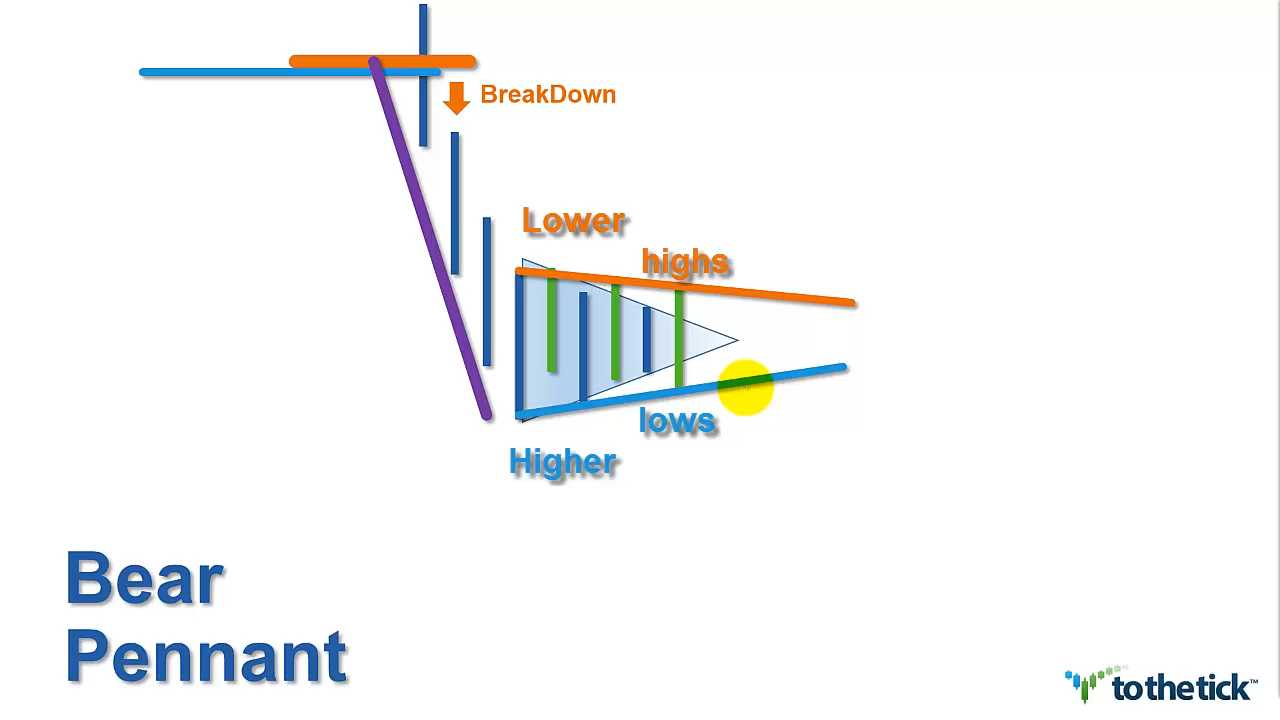 BreakDown
Lower
highs
lows
Higher
Bear
Pennant
tothetick™